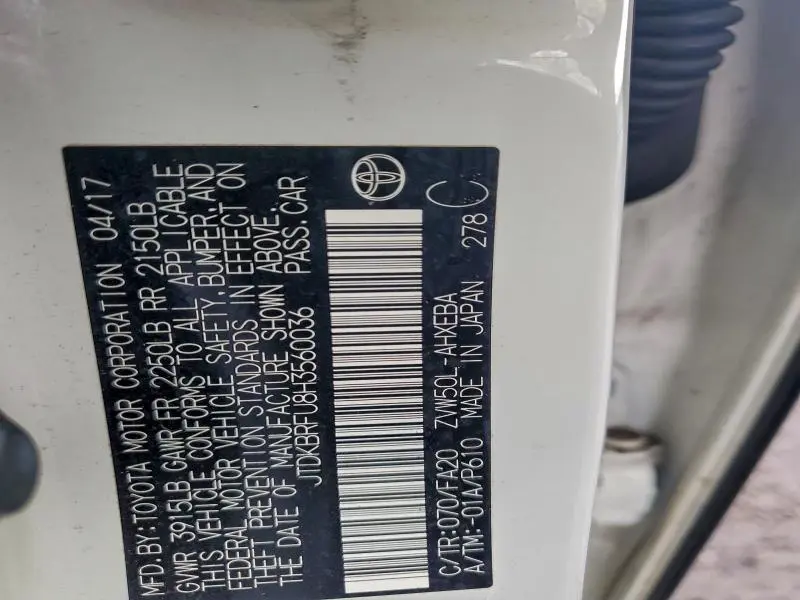 MFD. BY: TOYOTA MOTOR CORPORATION 04/17
GVWR 3915LB GAWR FR 2250LB RR 2150LB
THIS VEHICLE CONFORMS TO ALL APPLICABLE
FEDERAL MOTOR VEHICLE SAFETY, BUMPER, AND
THEFT PREVENTION STANDARDS IN EFFECT ON
THE DATE OF MANUFACTURE SHOWN ABOVE.
JTDKBRFU8H3560036 PASS. CAR
C/TR:070/FA20 ZVW50L-AHXEBA
A/TM:-01A/P610 MADE IN JAPAN 278 C